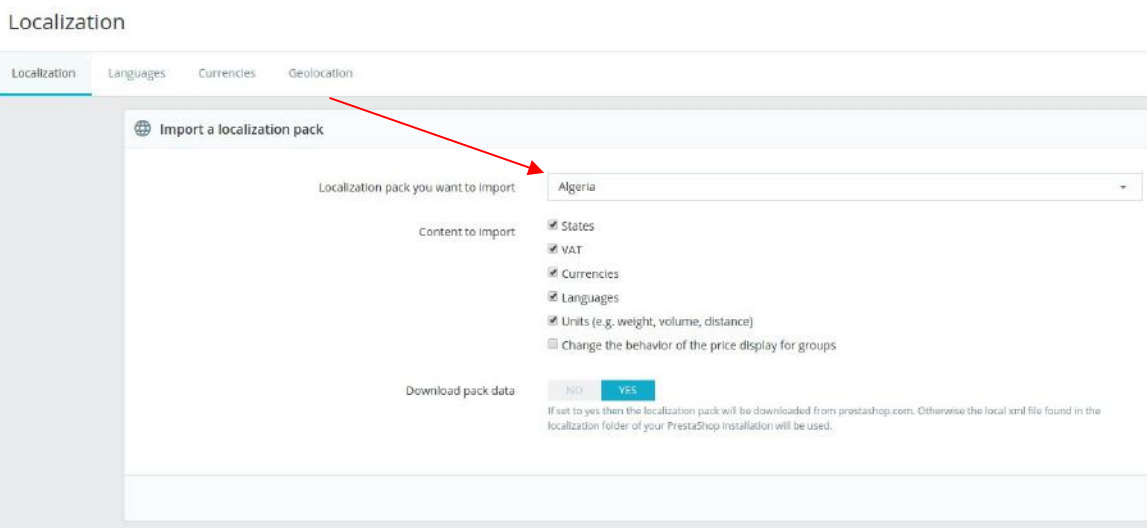 Localization
Localization Languages Currencies Geolocation
Import a localization pack
Localization pack you want to import Algeria
Content to import States
VAT
Currencies
Languages
Units (e.g. weight, volume, distance)
Change the behavior of the price display for groups
Download pack data NO YES
If set to yes then the localization pack will be downloaded from prestashop.com. Otherwise the local xml file found in the
localization folder of your PrestaShop installation will be used.